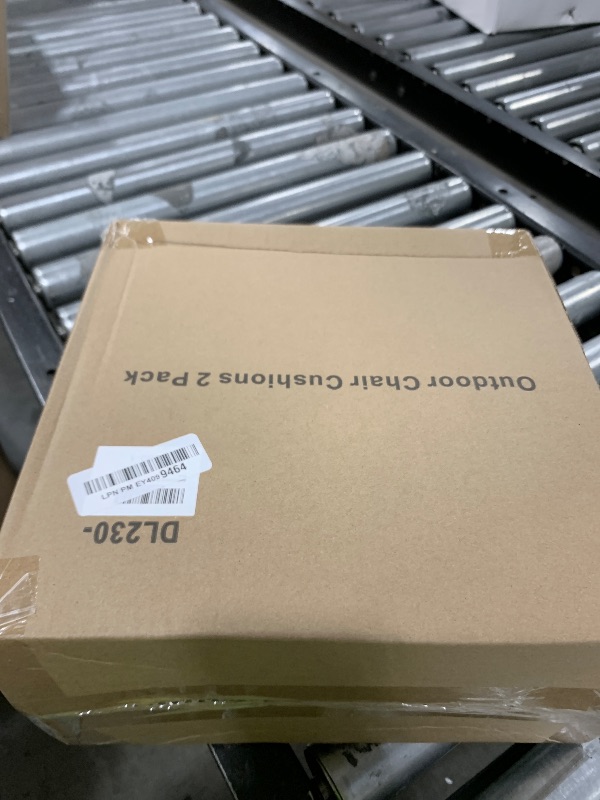 Outdoor Chair Cushions 2 Pack
DL230-
LPN PM EY409 9464